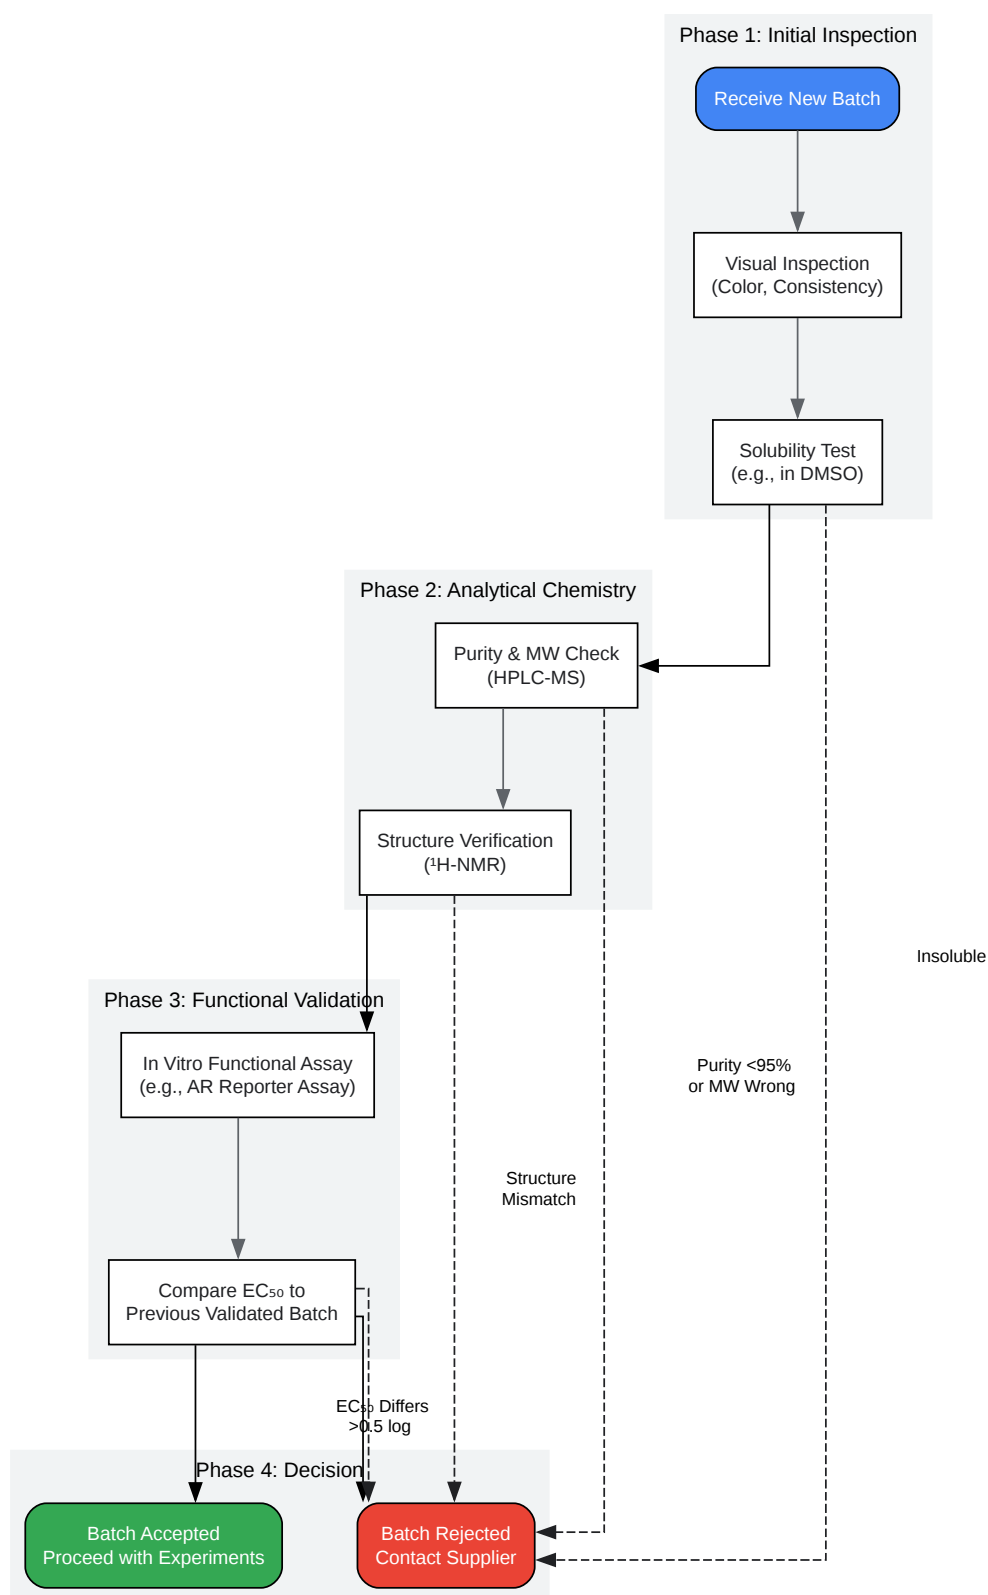 Phase 1: Initial Inspection
Receive New Batch
Visual Inspection
(Color, Consistency)
Solubility Test
(e.g., in DMSO)
Phase 2: Analytical Chemistry
Purity & MW Check
(HPLC-MS)
Structure Verification
(¹H-NMR)
Insoluble
Phase 3: Functional Validation
In Vitro Functional Assay
(e.g., AR Reporter Assay)
Purity <95%
or MW Wrong
Structure
Mismatch
Compare EC₅₀ to
Previous Validated Batch
EC₅₀ Differs
>0.5 log
Phase 4: Decision
Batch Accepted
Proceed with Experiments
Batch Rejected
Contact Supplier